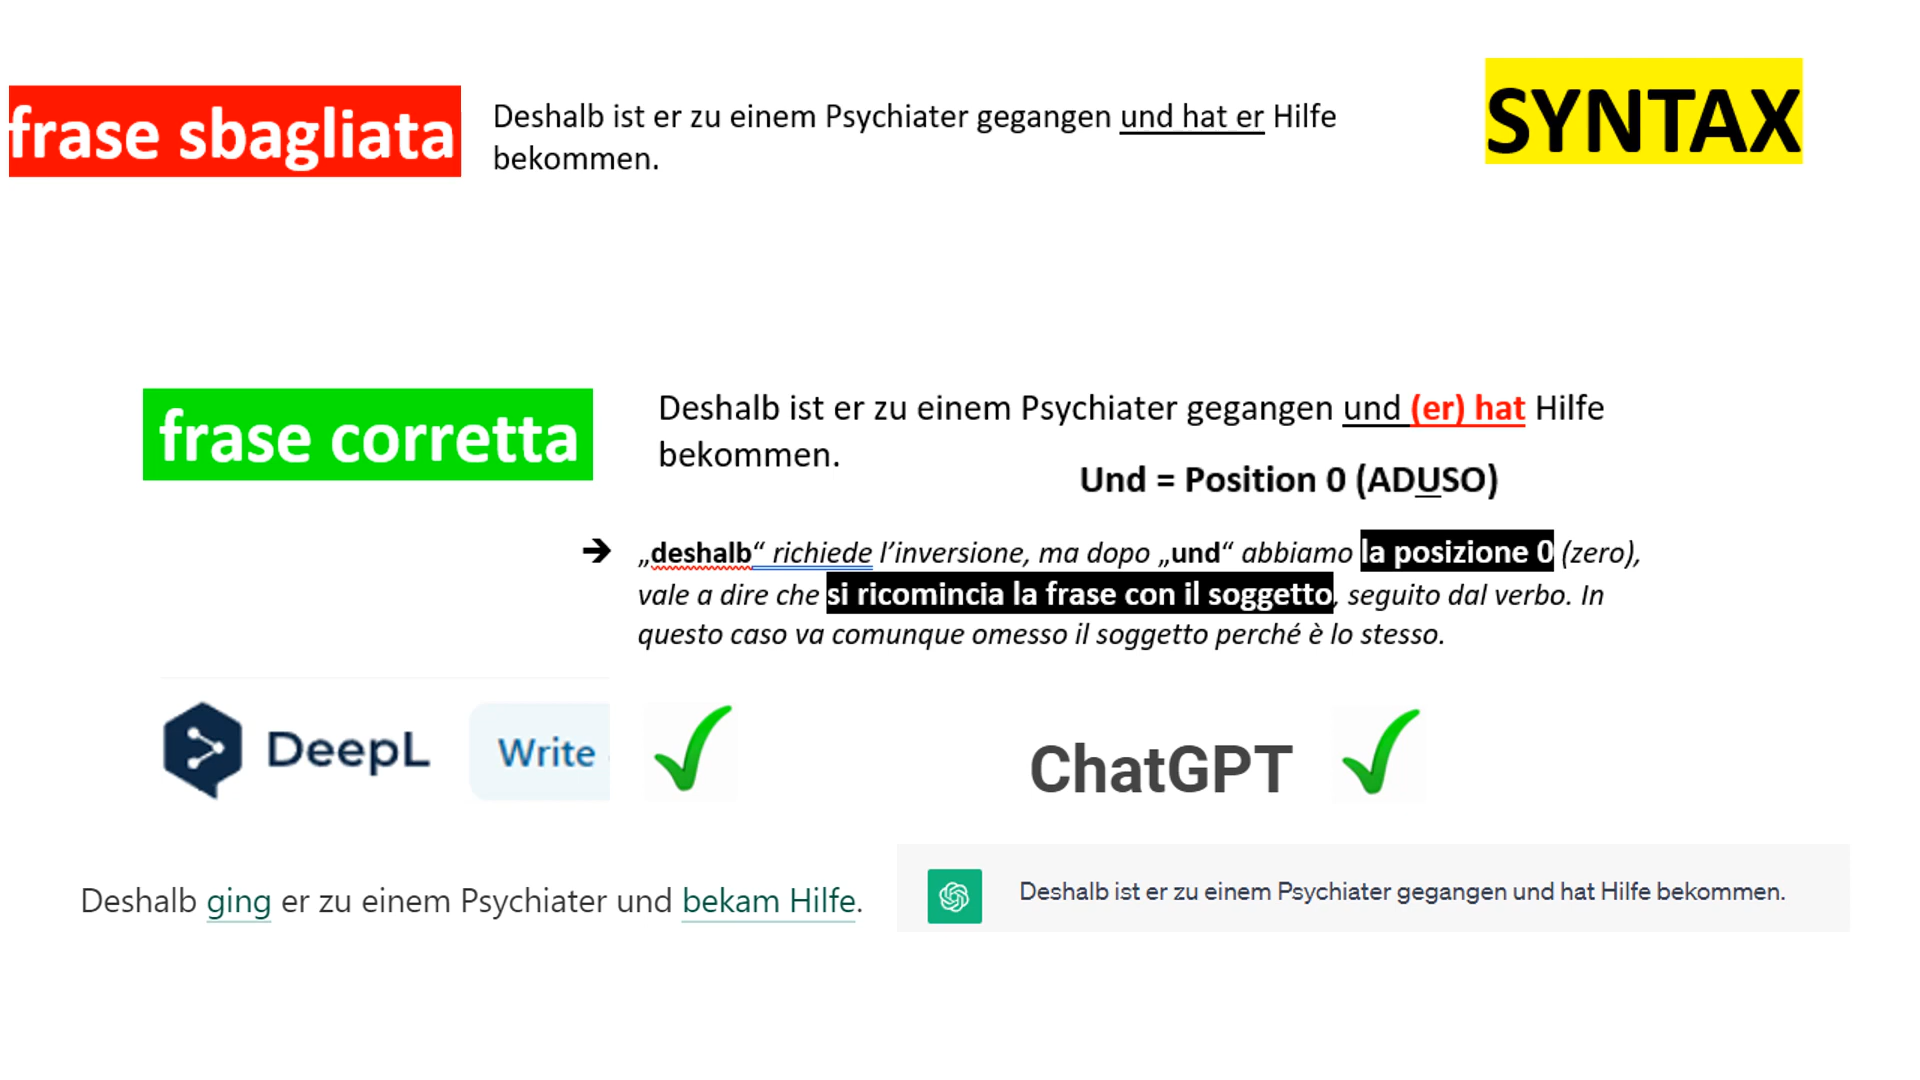 frase sbagliata
Deshalb ist er zu einem Psychiater gegangen und hat er Hilfe
bekommen.
SYNTAX
frase corretta
Deshalb ist er zu einem Psychiater gegangen und (er) hat Hilfe
bekommen.
Und = Position 0 (ADUSO)
➔ „deshalb“ richiede l’inversione, ma dopo „und“ abbiamo la posizione 0 (zero),
vale a dire che si ricomincia la frase con il soggetto, seguito dal verbo. In
questo caso va comunque omesso il soggetto perché è lo stesso.
DeepL Write
ChatGPT
Deshalb ging er zu einem Psychiater und bekam Hilfe.
Deshalb ist er zu einem Psychiater gegangen und hat Hilfe bekommen.